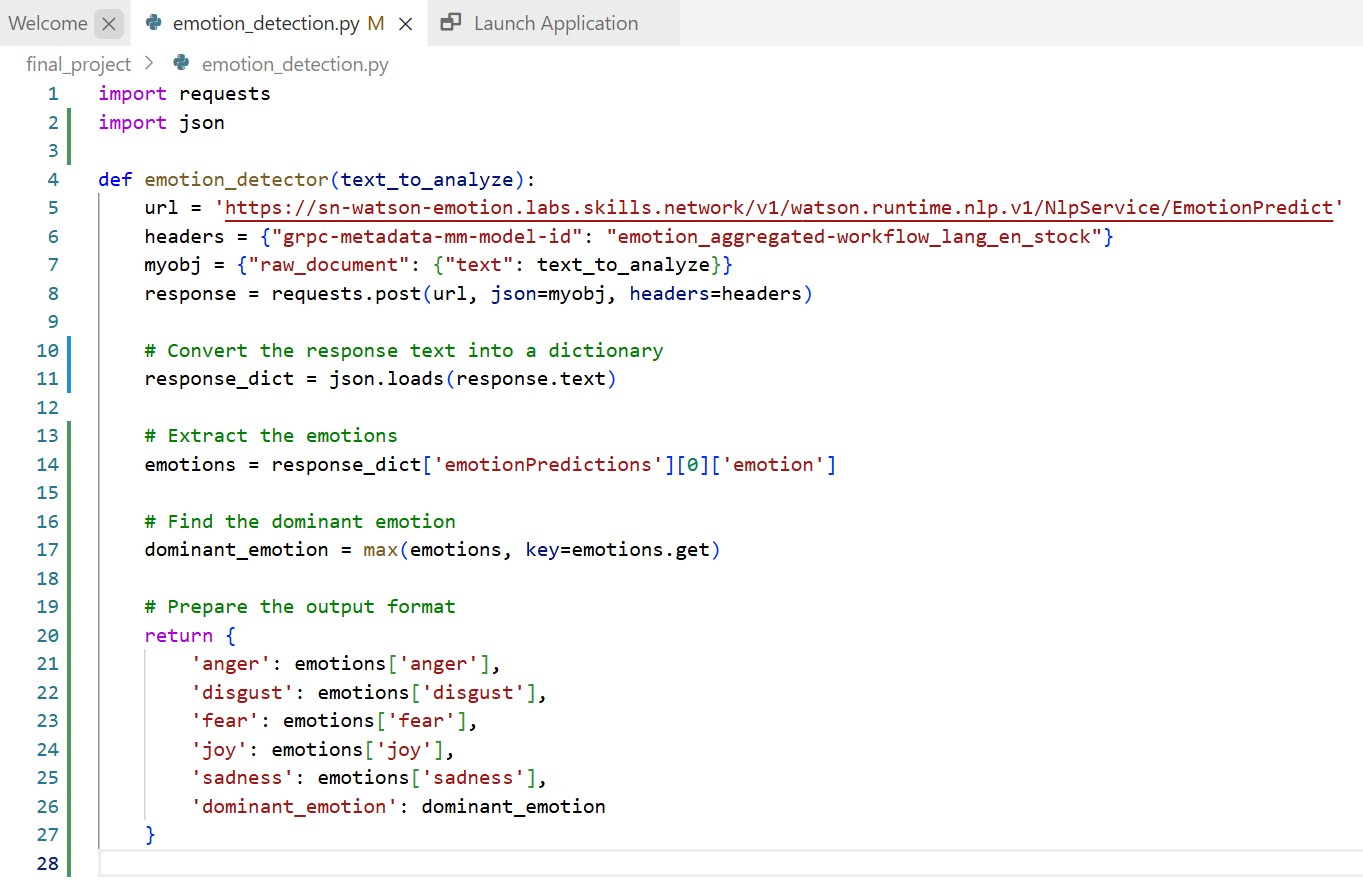 Welcome emotion_detection.py M Launch Application
final_project > emotion_detection.py
1 import requests
2 import json
3
4 def emotion_detector(text_to_analyze):
5     url = 'https://sn-watson-emotion.labs.skills.network/v1/watson.runtime.nlp.v1/NlpService/EmotionPredict'
6     headers = {"grpc-metadata-mm-model-id": "emotion_aggregated-workflow_lang_en_stock"}
7     myobj = {"raw_document": {"text": text_to_analyze}}
8     response = requests.post(url, json=myobj, headers=headers)
9
10     # Convert the response text into a dictionary
11     response_dict = json.loads(response.text)
12
13     # Extract the emotions
14     emotions = response_dict['emotionPredictions'][0]['emotion']
15
16     # Find the dominant emotion
17     dominant_emotion = max(emotions, key=emotions.get)
18
19     # Prepare the output format
20     return {
21         'anger': emotions['anger'],
22         'disgust': emotions['disgust'],
23         'fear': emotions['fear'],
24         'joy': emotions['joy'],
25         'sadness': emotions['sadness'],
26         'dominant_emotion': dominant_emotion
27     }
28